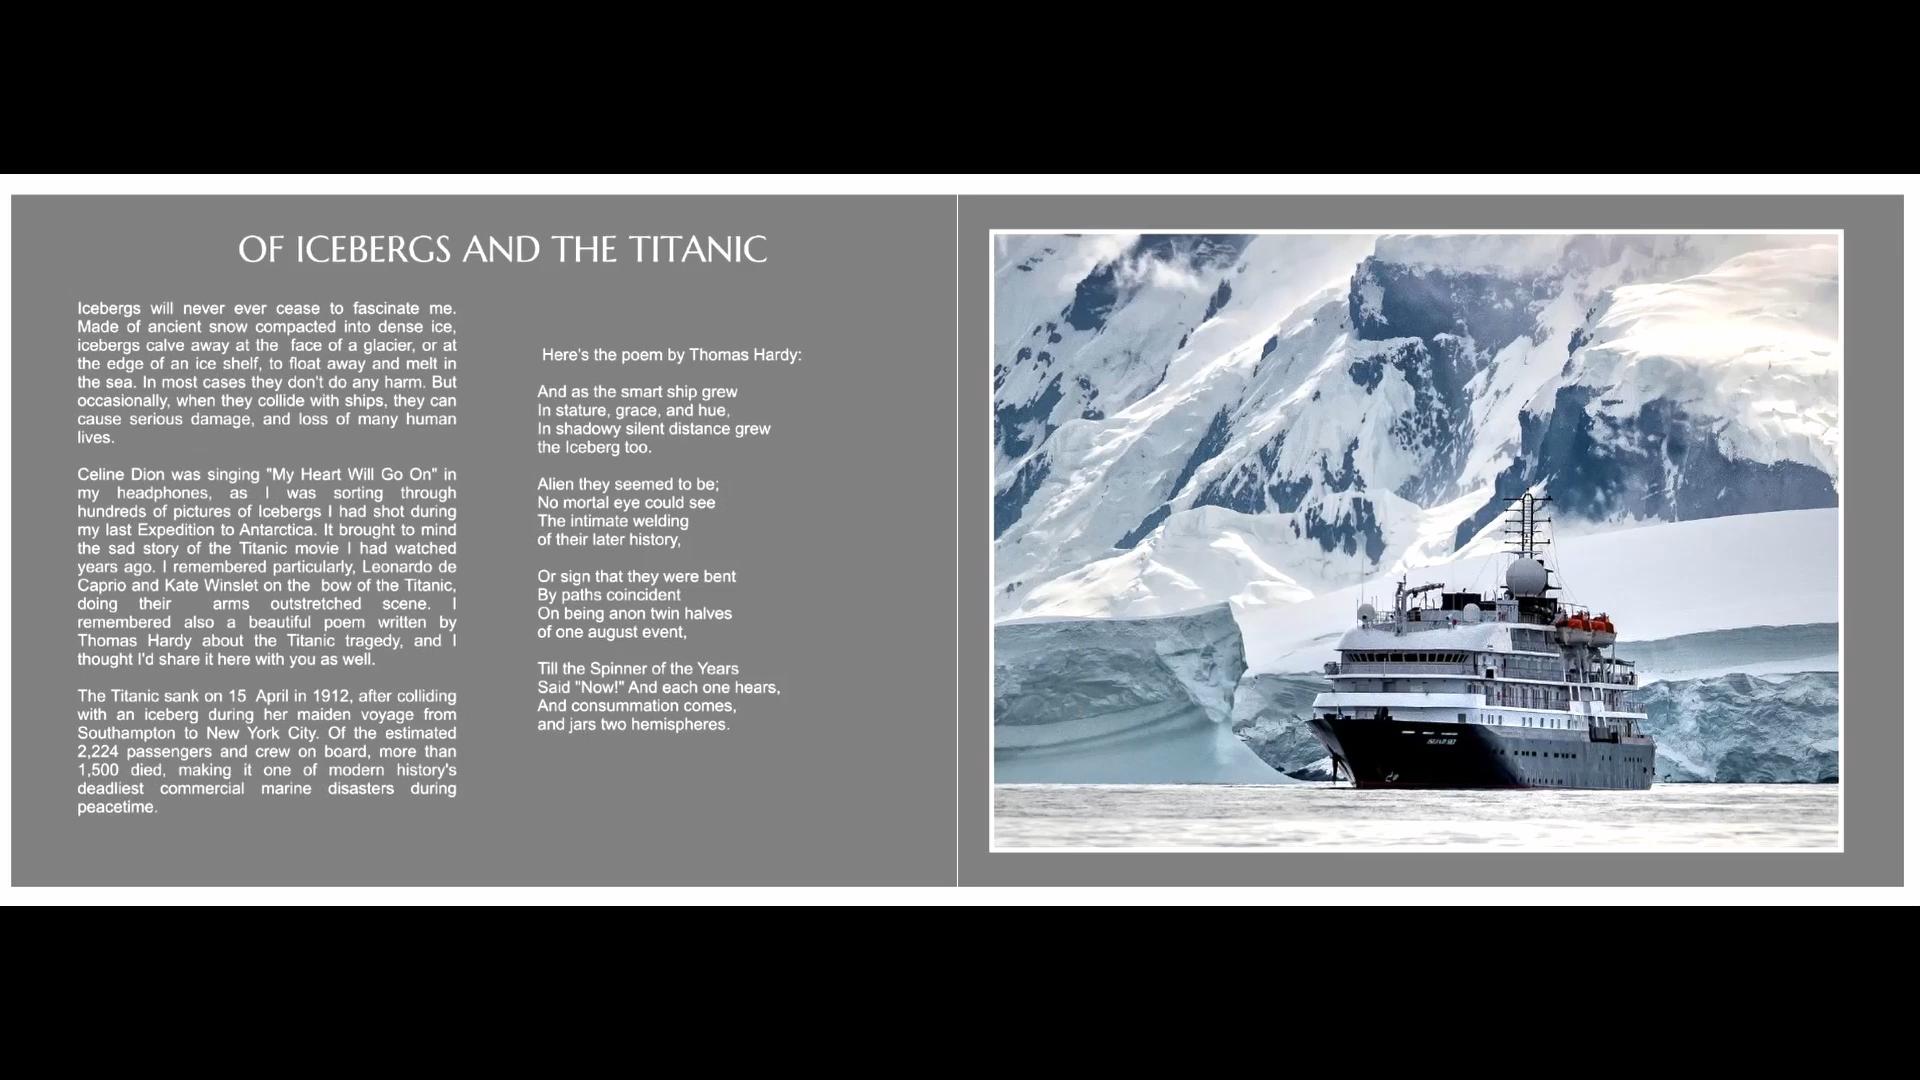 OF ICEBERGS AND THE TITANIC
Icebergs will never ever cease to fascinate me.
Made of ancient snow compacted into dense ice,
icebergs calve away at the face of a glacier, or at
the edge of an ice shelf, to float away and melt in
the sea. In most cases they don't do any harm. But
occasionally, when they collide with ships, they can
cause serious damage, and loss of many human
lives.
Celine Dion was singing "My Heart Will Go On" in
my headphones, as I was sorting through
hundreds of pictures of Icebergs I had shot during
my last Expedition to Antarctica. It brought to mind
the sad story of the Titanic movie I had watched
years ago. I remembered particularly, Leonardo de
Caprio and Kate Winslet on the bow of the Titanic,
doing their arms outstretched scene. I
remembered also a beautiful poem written by
Thomas Hardy about the Titanic tragedy, and I
thought I'd share it here with you as well.
The Titanic sank on 15 April in 1912, after colliding
with an iceberg during her maiden voyage from
Southampton to New York City. Of the estimated
2,224 passengers and crew on board, more than
1,500 died, making it one of modern history's
deadliest commercial marine disasters during
peacetime.
Here's the poem by Thomas Hardy:
And as the smart ship grew
In stature, grace, and hue,
In shadowy silent distance grew
the Iceberg too.
Alien they seemed to be;
No mortal eye could see
The intimate welding
of their later history,
Or sign that they were bent
By paths coincident
On being anon twin halves
of one august event,
Till the Spinner of the Years
Said "Now!" And each one hears,
And consummation comes,
and jars two hemispheres.